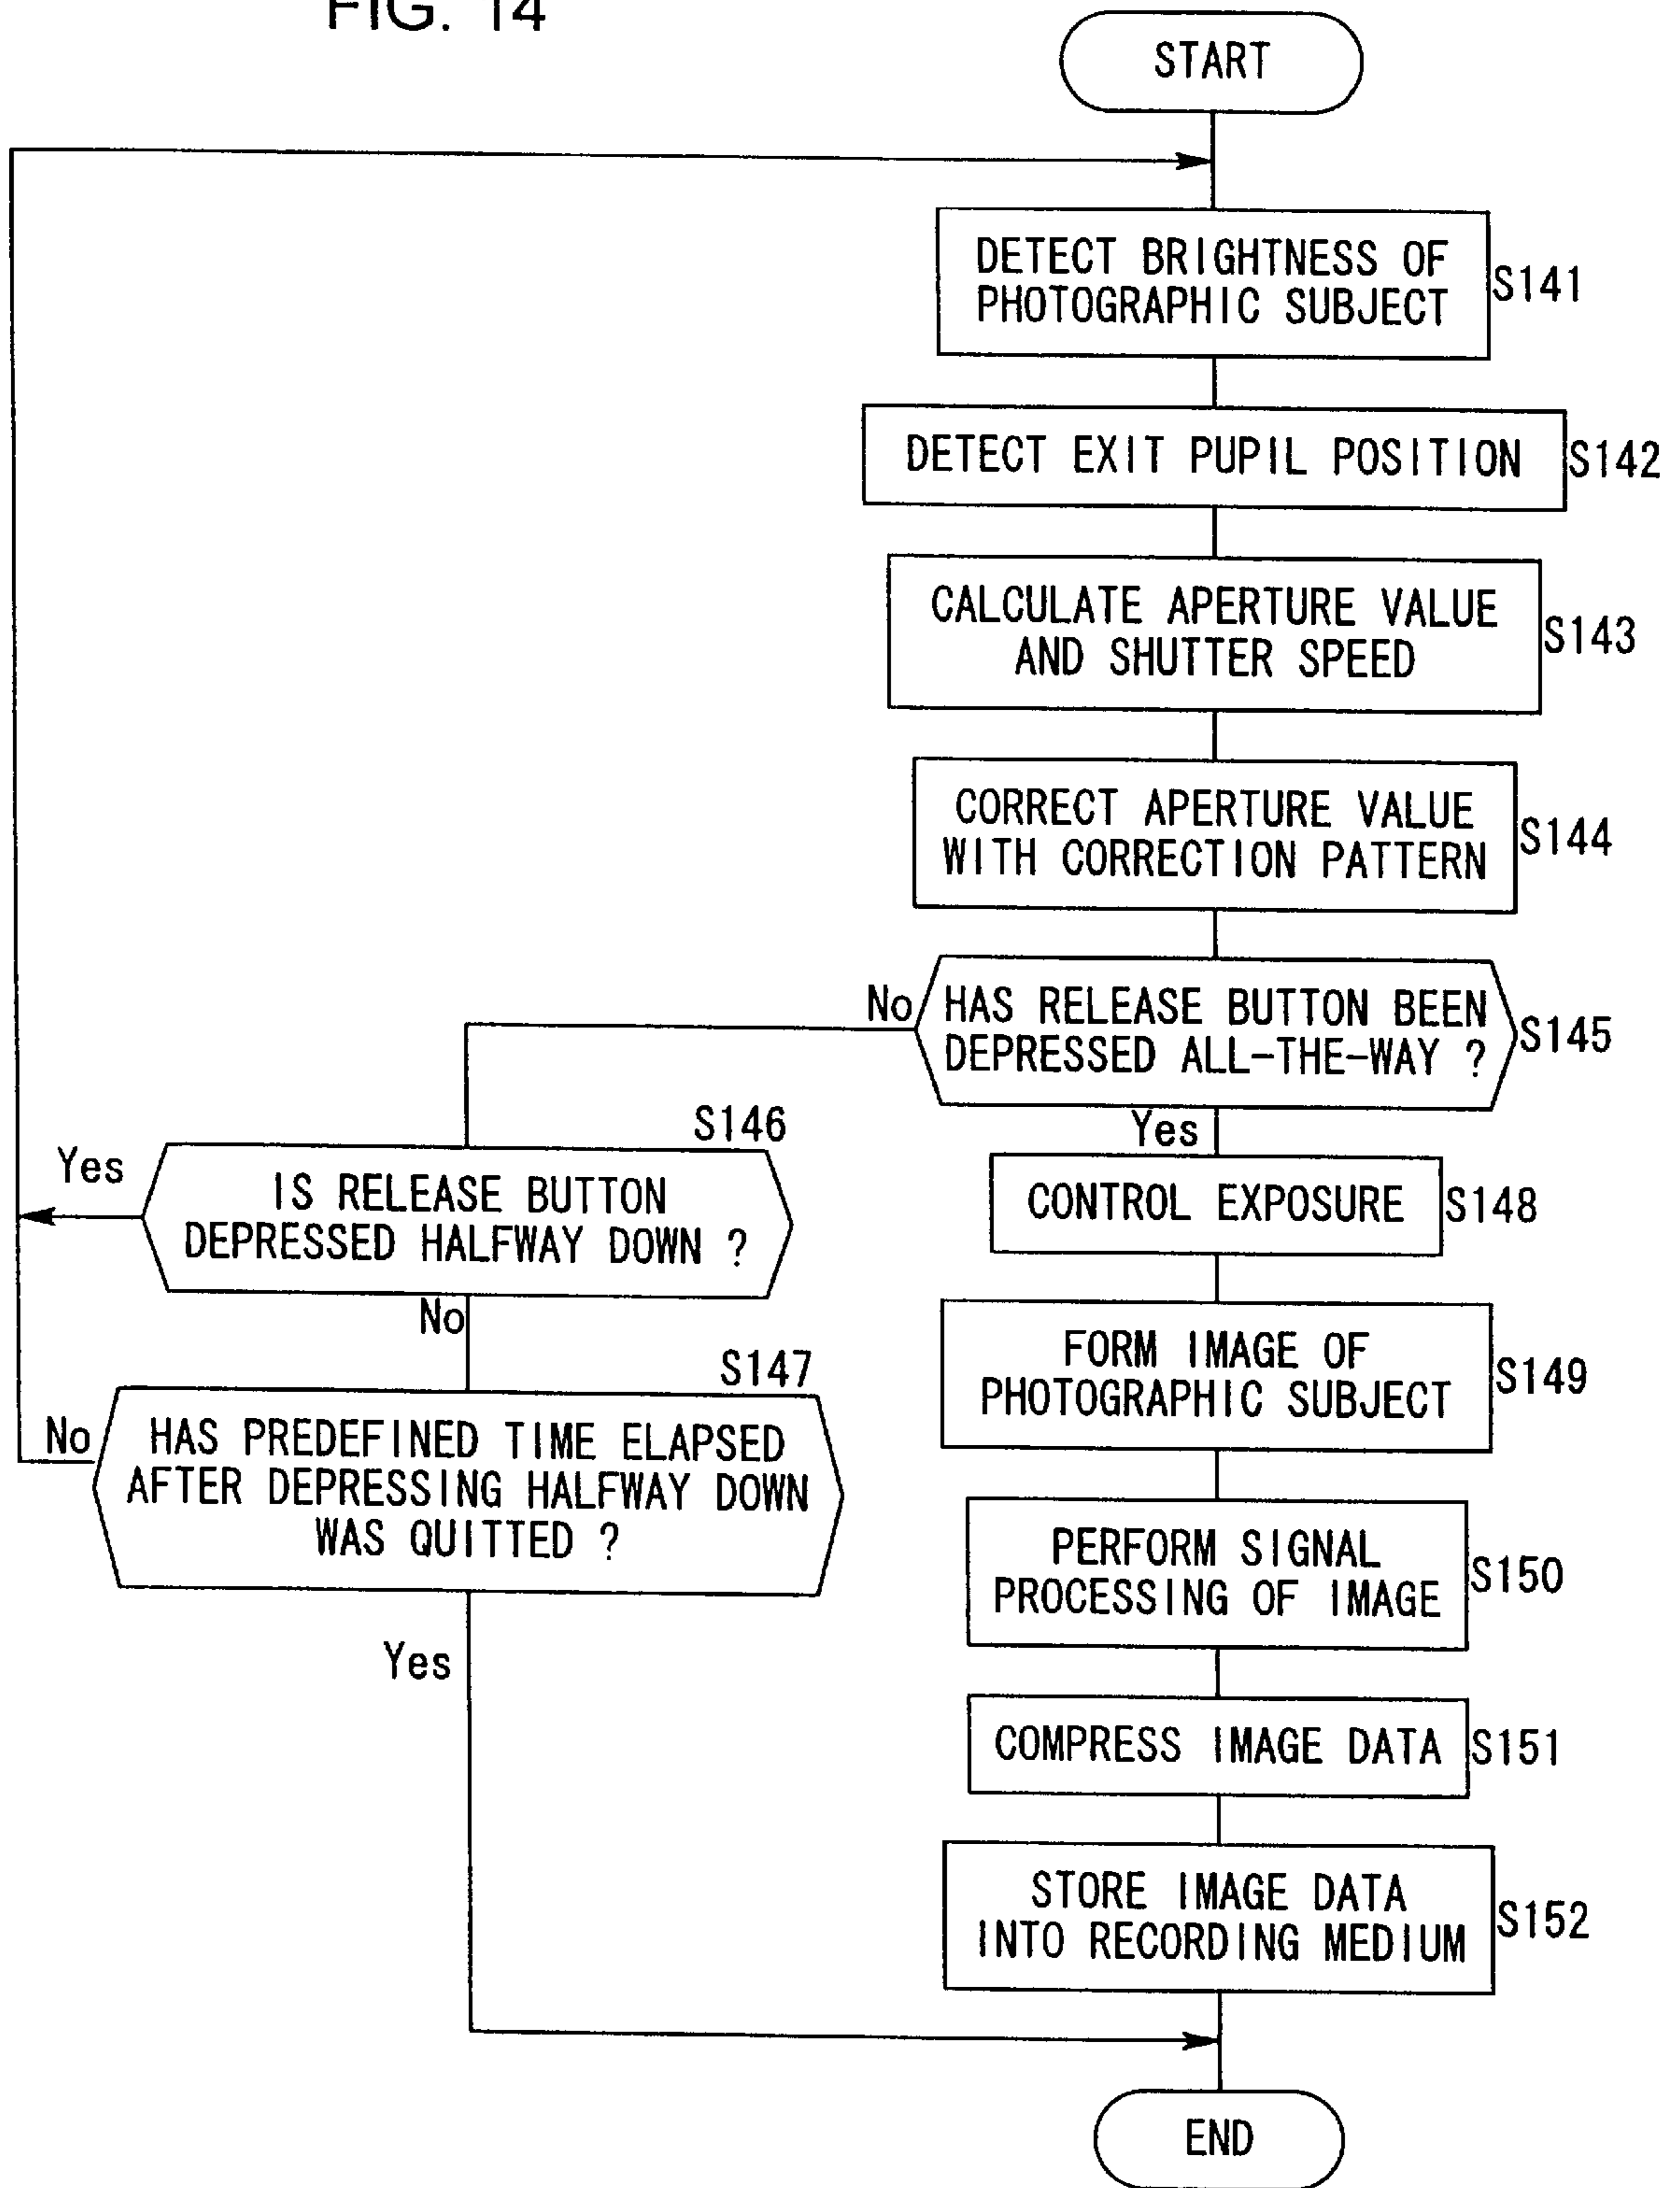 FIG. 14
START
DETECT BRIGHTNESS OF
PHOTOGRAPHIC SUBJECT
S141
DETECT EXIT PUPIL POSITION
S142
CALCULATE APERTURE VALUE
AND SHUTTER SPEED
S143
CORRECT APERTURE VALUE
WITH CORRECTION PATTERN
S144
No
HAS RELEASE BUTTON BEEN
DEPRESSED ALL-THE-WAY ?
S145
Yes
S146
Yes
IS RELEASE BUTTON
DEPRESSED HALFWAY DOWN ?
No
S147
No
HAS PREDEFINED TIME ELAPSED
AFTER DEPRESSING HALFWAY DOWN
WAS QUITTED ?
Yes
CONTROL EXPOSURE
S148
FORM IMAGE OF
PHOTOGRAPHIC SUBJECT
S149
PERFORM SIGNAL
PROCESSING OF IMAGE
S150
COMPRESS IMAGE DATA
S151
STORE IMAGE DATA
INTO RECORDING MEDIUM
S152
END